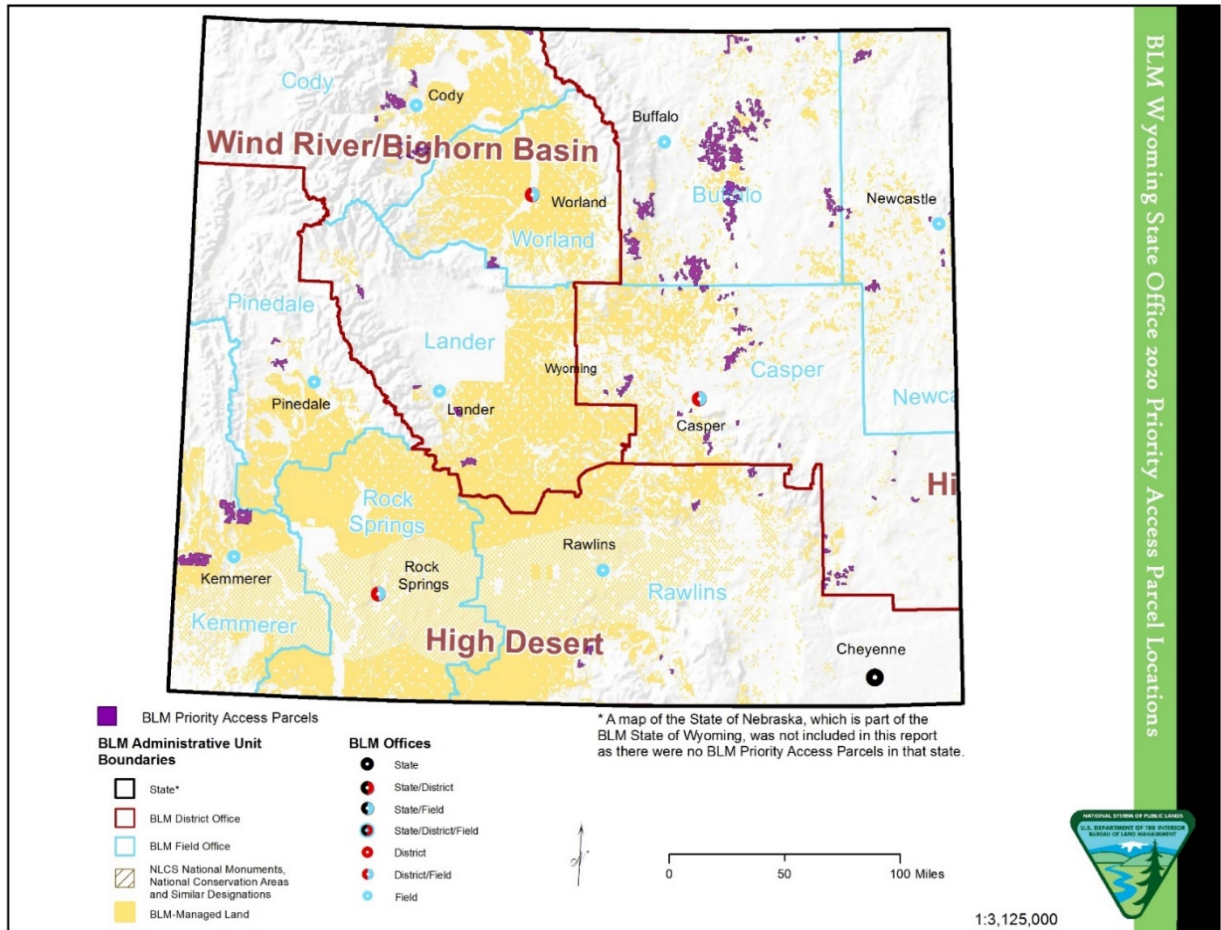 BLM Wyoming State Office 2020 Priority Access Parcel Locations
Cody
Cody
Buffalo
Wind River/Bighorn Basin
Buffalo
Newcastle
Worland
Worland
Pinedale
Lander
Wyoming
Casper
Pinedale
Lander
Casper
Newca
Rock
Springs
Hi
Kemmerer
Rock
Springs
Rawlins
Rawlins
Kemmerer
High Desert
Cheyenne
BLM Priority Access Parcels
BLM Administrative Unit
Boundaries
State*
BLM District Office
BLM Field Office
NLCS National Monuments,
National Conservation Areas
and Similar Designations
BLM-Managed Land
BLM Offices
State
State/District
State/Field
State/District/Field
District
District/Field
Field
* A map of the State of Nebraska, which is part of the
BLM State of Wyoming, was not included in this report
as there were no BLM Priority Access Parcels in that state.
0 50 100 Miles
1:3,125,000
NATIONAL SYSTEM OF PUBLIC LANDS
U.S. DEPARTMENT OF THE INTERIOR
BUREAU OF LAND MANAGEMENT